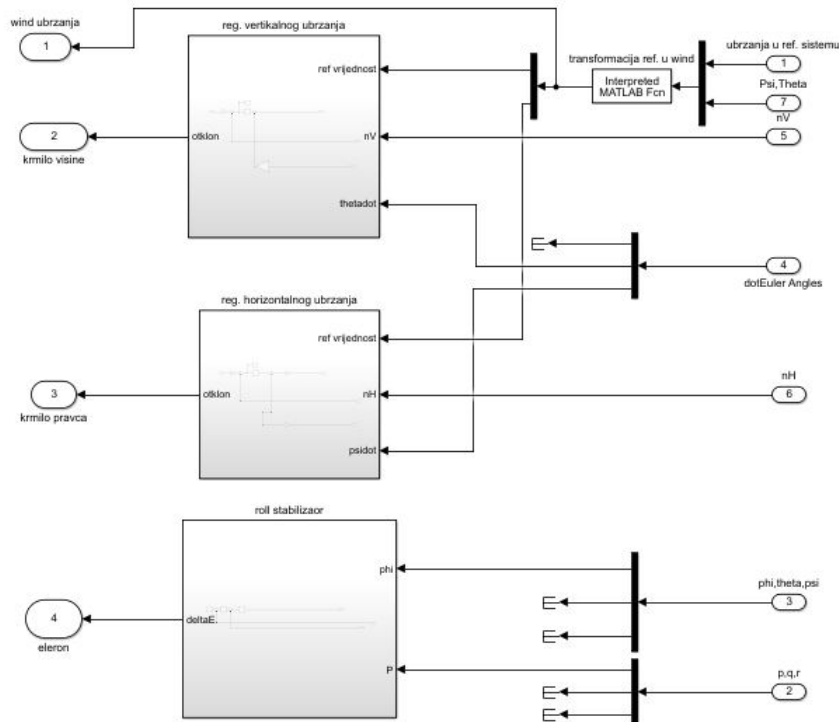 wind ubrzanja
1
reg. vertikalnog ubrzanja
ref vrijednost
otklon
nV
thetadot
2
krmilo visine
transformacija ref. u wind
Interpreted
MATLAB Fcn
ubrzanja u ref. sistemu
1
Psi,Theta
7
nV
5
4
dotEuler Angles
reg. horizontalnog ubrzanja
ref vrijednost
otklon
nH
psidot
3
krmilo pravca
nH
6
roll stabilizaor
phi
deltaE.
P
4
eleron
phi,theta,psi
3
p,q,r
2